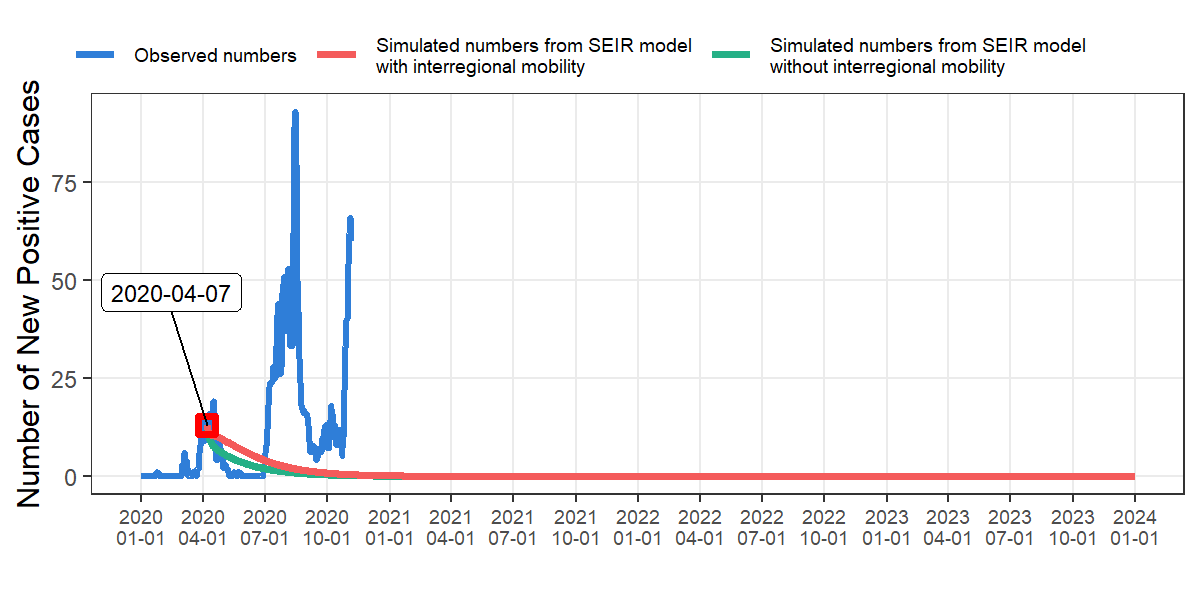 Observed numbers
Simulated numbers from SEIR model
with interregional mobility
Simulated numbers from SEIR model
without interregional mobility
Number of New Positive Cases
75
50
25
0
2020-04-07
2020 2020 2020 2020 2021 2021 2021 2021 2022 2022 2022 2022 2023 2023 2023 2023 2024
01-01 04-01 07-01 10-01 01-01 04-01 07-01 10-01 01-01 04-01 07-01 10-01 01-01 04-01 07-01 10-01 01-01